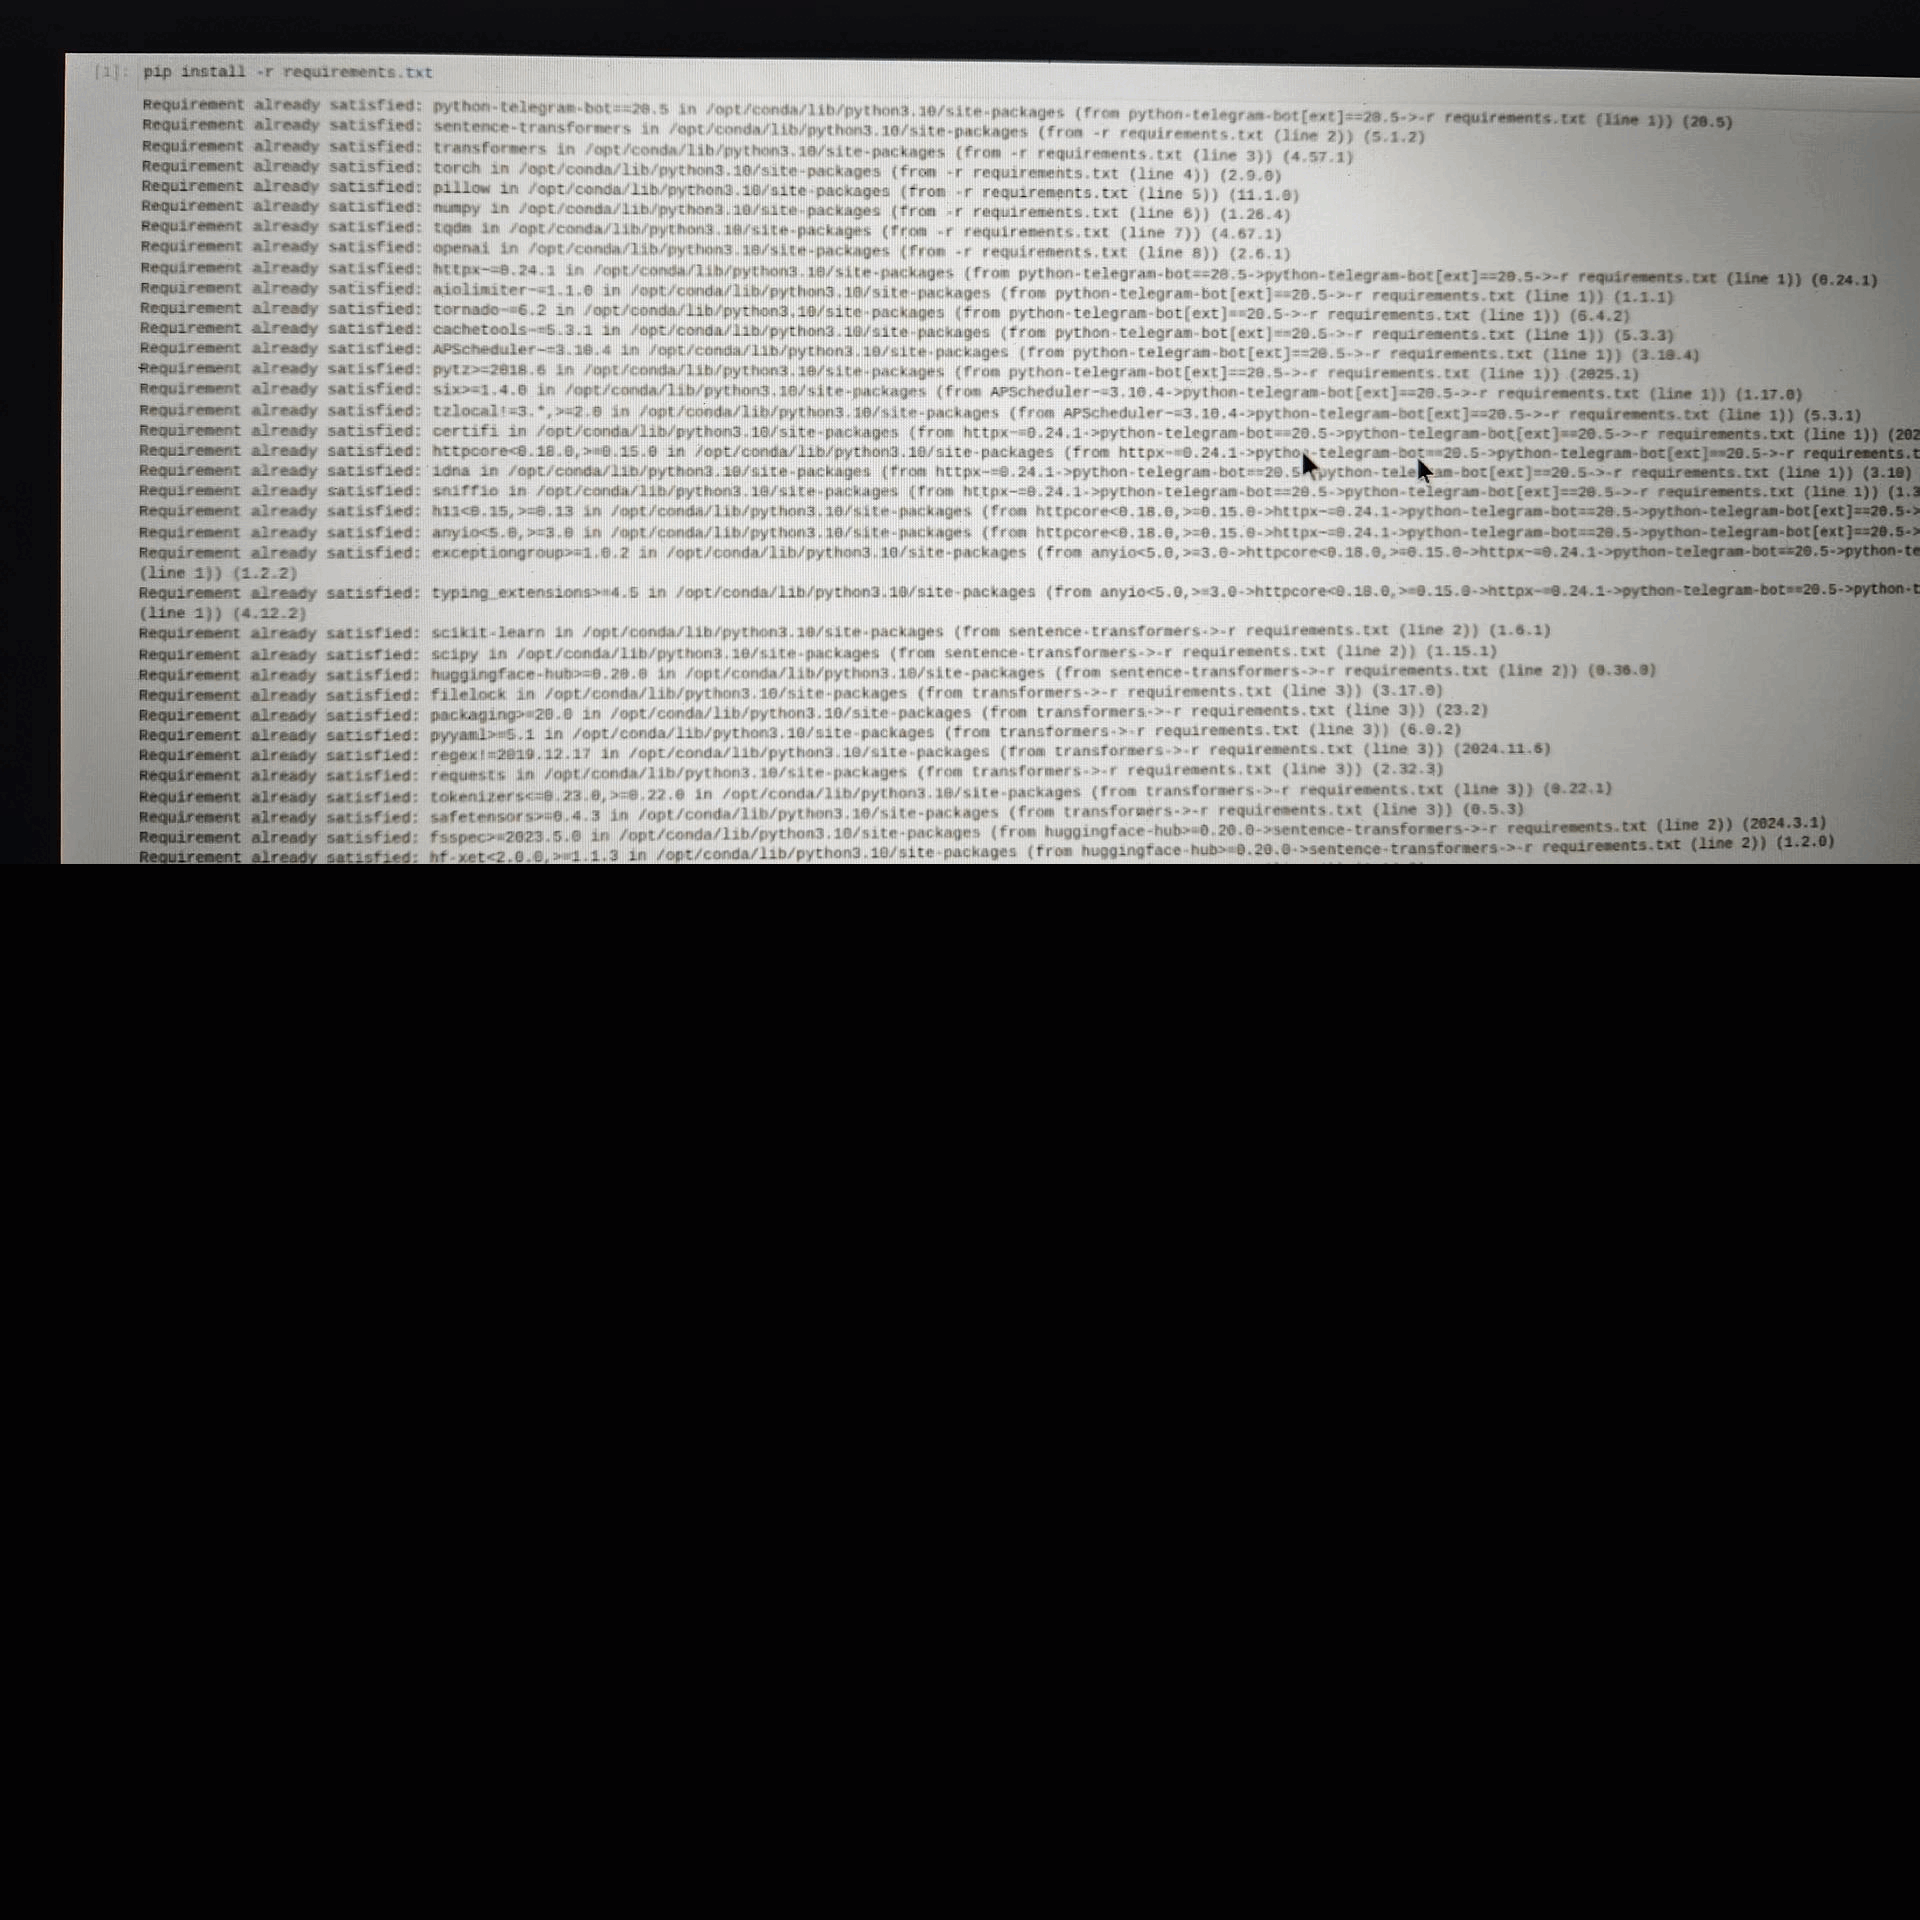 [1]: pip install -r requirements.txt
Requirement already satisfied: python-telegram-bot==20.5 in /opt/conda/lib/python3.10/site-packages (from python-telegram-bot[ext]==20.5->-r requirements.txt (line 1)) (20.5)
Requirement already satisfied: sentence-transformers in /opt/conda/lib/python3.10/site-packages (from -r requirements.txt (line 2)) (5.1.2)
Requirement already satisfied: transformers in /opt/conda/lib/python3.10/site-packages (from -r requirements.txt (line 3)) (4.57.1)
Requirement already satisfied: torch in /opt/conda/lib/python3.10/site-packages (from -r requirements.txt (line 4)) (2.9.0)
Requirement already satisfied: pillow in /opt/conda/lib/python3.10/site-packages (from -r requirements.txt (line 5)) (11.1.0)
Requirement already satisfied: numpy in /opt/conda/lib/python3.10/site-packages (from -r requirements.txt (line 6)) (1.26.4)
Requirement already satisfied: tqdm in /opt/conda/lib/python3.10/site-packages (from -r requirements.txt (line 7)) (4.67.1)
Requirement already satisfied: openai in /opt/conda/lib/python3.10/site-packages (from -r requirements.txt (line 8)) (2.6.1)
Requirement already satisfied: httpx~=0.24.1 in /opt/conda/lib/python3.10/site-packages (from python-telegram-bot==20.5->python-telegram-bot[ext]==20.5->-r requirements.txt (line 1)) (0.24.1)
Requirement already satisfied: aiolimiter~=1.1.0 in /opt/conda/lib/python3.10/site-packages (from python-telegram-bot[ext]==20.5->-r requirements.txt (line 1)) (1.1.1)
Requirement already satisfied: tornado~=6.2 in /opt/conda/lib/python3.10/site-packages (from python-telegram-bot[ext]==20.5->-r requirements.txt (line 1)) (6.4.2)
Requirement already satisfied: cachetools~=5.3.1 in /opt/conda/lib/python3.10/site-packages (from python-telegram-bot[ext]==20.5->-r requirements.txt (line 1)) (5.3.3)
Requirement already satisfied: APScheduler~=3.10.4 in /opt/conda/lib/python3.10/site-packages (from python-telegram-bot[ext]==20.5->-r requirements.txt (line 1)) (3.10.4)
Requirement already satisfied: pytz>=2018.6 in /opt/conda/lib/python3.10/site-packages (from python-telegram-bot[ext]==20.5->-r requirements.txt (line 1)) (2025.1)
Requirement already satisfied: six>=1.4.0 in /opt/conda/lib/python3.10/site-packages (from APScheduler~=3.10.4->python-telegram-bot[ext]==20.5->-r requirements.txt (line 1)) (1.17.0)
Requirement already satisfied: tzlocal!=3.*,>=2.0 in /opt/conda/lib/python3.10/site-packages (from APScheduler~=3.10.4->python-telegram-bot[ext]==20.5->-r requirements.txt (line 1)) (5.3.1)
Requirement already satisfied: certifi in /opt/conda/lib/python3.10/site-packages (from httpx~=0.24.1->python-telegram-bot==20.5->python-telegram-bot[ext]==20.5->-r requirements.txt (line 1)) (202
Requirement already satisfied: httpcore<0.18.0,>=0.15.0 in /opt/conda/lib/python3.10/site-packages (from httpx~=0.24.1->python-telegram-bot==20.5->python-telegram-bot[ext]==20.5->-r requirements.t
Requirement already satisfied: idna in /opt/conda/lib/python3.10/site-packages (from httpx~=0.24.1->python-telegram-bot==20.5->python-telegram-bot[ext]==20.5->-r requirements.txt (line 1)) (3.10)
Requirement already satisfied: sniffio in /opt/conda/lib/python3.10/site-packages (from httpx~=0.24.1->python-telegram-bot==20.5->python-telegram-bot[ext]==20.5->-r requirements.txt (line 1)) (1.3
Requirement already satisfied: h11<0.15,>=0.13 in /opt/conda/lib/python3.10/site-packages (from httpcore<0.18.0,>=0.15.0->httpx~=0.24.1->python-telegram-bot==20.5->python-telegram-bot[ext]==20.5->
Requirement already satisfied: anyio<5.0,>=3.0 in /opt/conda/lib/python3.10/site-packages (from httpcore<0.18.0,>=0.15.0->httpx~=0.24.1->python-telegram-bot==20.5->python-telegram-bot[ext]==20.5->
Requirement already satisfied: exceptiongroup>=1.0.2 in /opt/conda/lib/python3.10/site-packages (from anyio<5.0,>=3.0->httpcore<0.18.0,>=0.15.0->httpx~=0.24.1->python-telegram-bot==20.5->python-te
(line 1)) (1.2.2)
Requirement already satisfied: typing_extensions>=4.5 in /opt/conda/lib/python3.10/site-packages (from anyio<5.0,>=3.0->httpcore<0.18.0,>=0.15.0->httpx~=0.24.1->python-telegram-bot==20.5->python-t
(line 1)) (4.12.2)
Requirement already satisfied: scikit-learn in /opt/conda/lib/python3.10/site-packages (from sentence-transformers->-r requirements.txt (line 2)) (1.6.1)
Requirement already satisfied: scipy in /opt/conda/lib/python3.10/site-packages (from sentence-transformers->-r requirements.txt (line 2)) (1.15.1)
Requirement already satisfied: huggingface-hub>=0.20.0 in /opt/conda/lib/python3.10/site-packages (from sentence-transformers->-r requirements.txt (line 2)) (0.36.0)
Requirement already satisfied: filelock in /opt/conda/lib/python3.10/site-packages (from transformers->-r requirements.txt (line 3)) (3.17.0)
Requirement already satisfied: packaging>=20.0 in /opt/conda/lib/python3.10/site-packages (from transformers->-r requirements.txt (line 3)) (23.2)
Requirement already satisfied: pyyaml>=5.1 in /opt/conda/lib/python3.10/site-packages (from transformers->-r requirements.txt (line 3)) (6.0.2)
Requirement already satisfied: regex!=2019.12.17 in /opt/conda/lib/python3.10/site-packages (from transformers->-r requirements.txt (line 3)) (2024.11.6)
Requirement already satisfied: requests in /opt/conda/lib/python3.10/site-packages (from transformers->-r requirements.txt (line 3)) (2.32.3)
Requirement already satisfied: tokenizers<=0.23.0,>=0.22.0 in /opt/conda/lib/python3.10/site-packages (from transformers->-r requirements.txt (line 3)) (0.22.1)
Requirement already satisfied: safetensors>=0.4.3 in /opt/conda/lib/python3.10/site-packages (from transformers->-r requirements.txt (line 3)) (0.5.3)
Requirement already satisfied: fsspec>=2023.5.0 in /opt/conda/lib/python3.10/site-packages (from huggingface-hub>=0.20.0->sentence-transformers->-r requirements.txt (line 2)) (2024.3.1)
Requirement already satisfied: hf-xet<2.0.0,>=1.1.3 in /opt/conda/lib/python3.10/site-packages (from huggingface-hub>=0.20.0->sentence-transformers->-r requirements.txt (line 2)) (1.2.0)